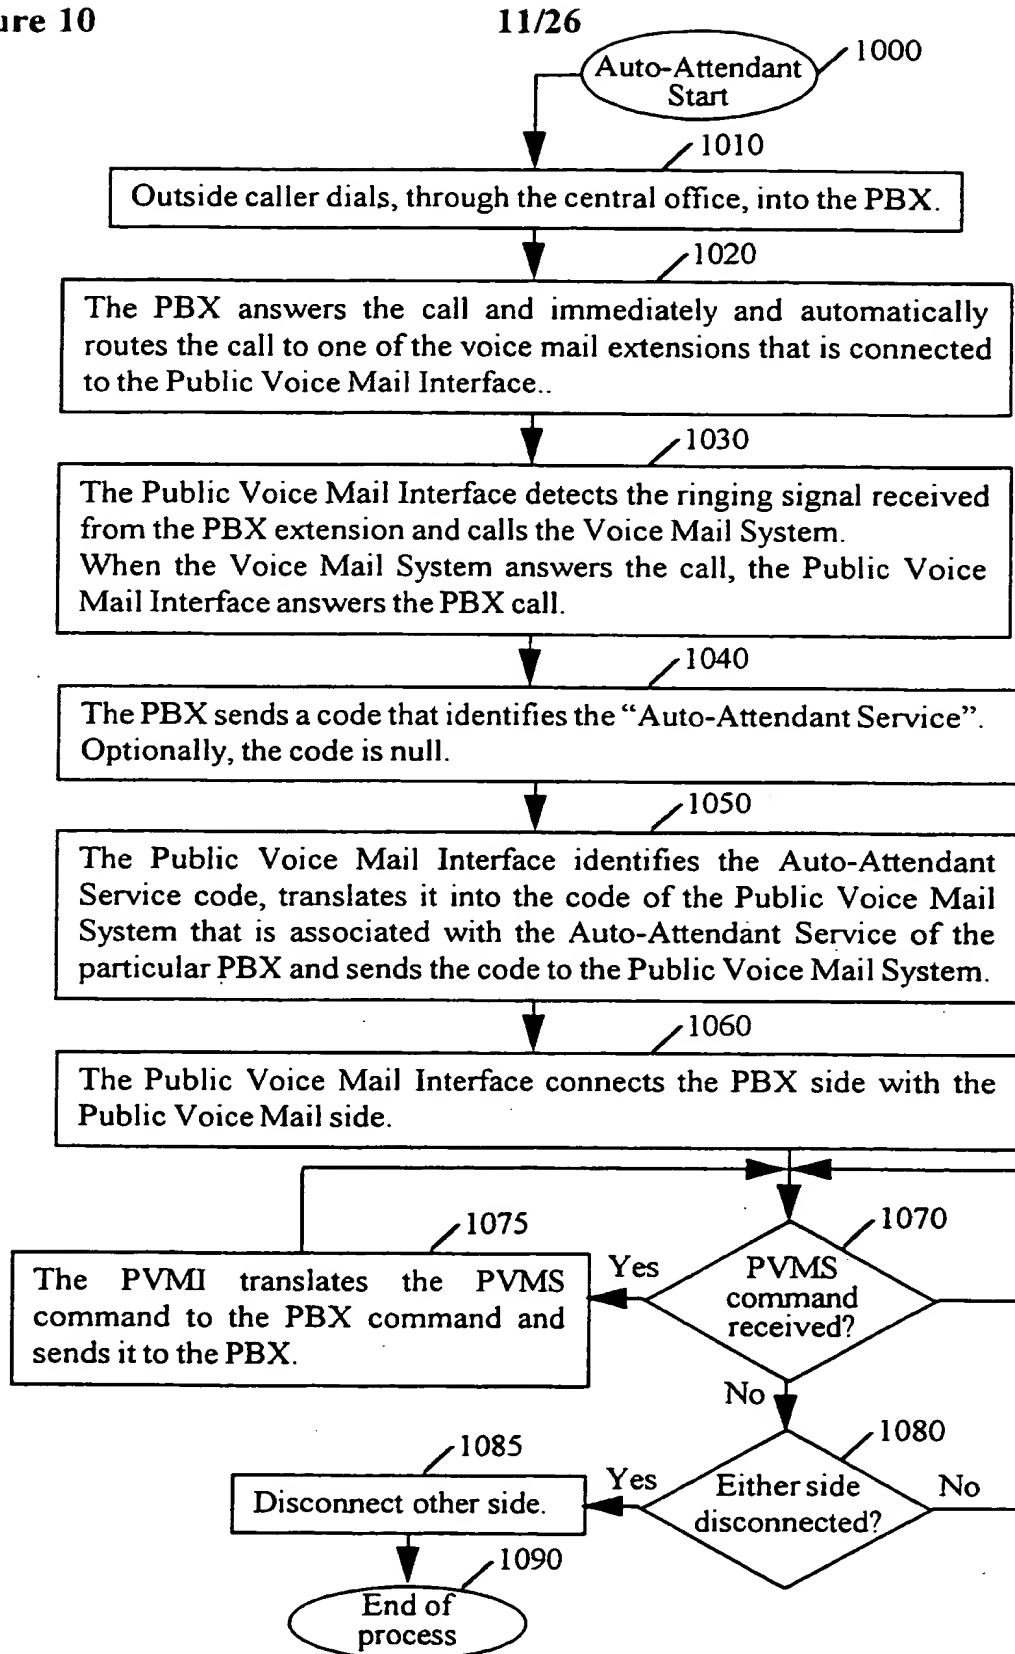 ure 10
11/26
Auto-Attendant
Start
1000
1010
Outside caller dials, through the central office, into the PBX.
1020
The PBX answers the call and immediately and automatically
routes the call to one of the voice mail extensions that is connected
to the Public Voice Mail Interface..
1030
The Public Voice Mail Interface detects the ringing signal received
from the PBX extension and calls the Voice Mail System.
When the Voice Mail System answers the call, the Public Voice
Mail Interface answers the PBX call.
1040
The PBX sends a code that identifies the “Auto-Attendant Service”.
Optionally, the code is null.
1050
The Public Voice Mail Interface identifies the Auto-Attendant
Service code, translates it into the code of the Public Voice Mail
System that is associated with the Auto-Attendant Service of the
particular PBX and sends the code to the Public Voice Mail System.
1060
The Public Voice Mail Interface connects the PBX side with the
Public Voice Mail side.
1075
The PVMI translates the PVMS
command to the PBX command and
sends it to the PBX.
Yes
1070
PVMS
command
received?
No
1085
Disconnect other side.
Yes
1080
Either side
disconnected?
No
1090
End of
process